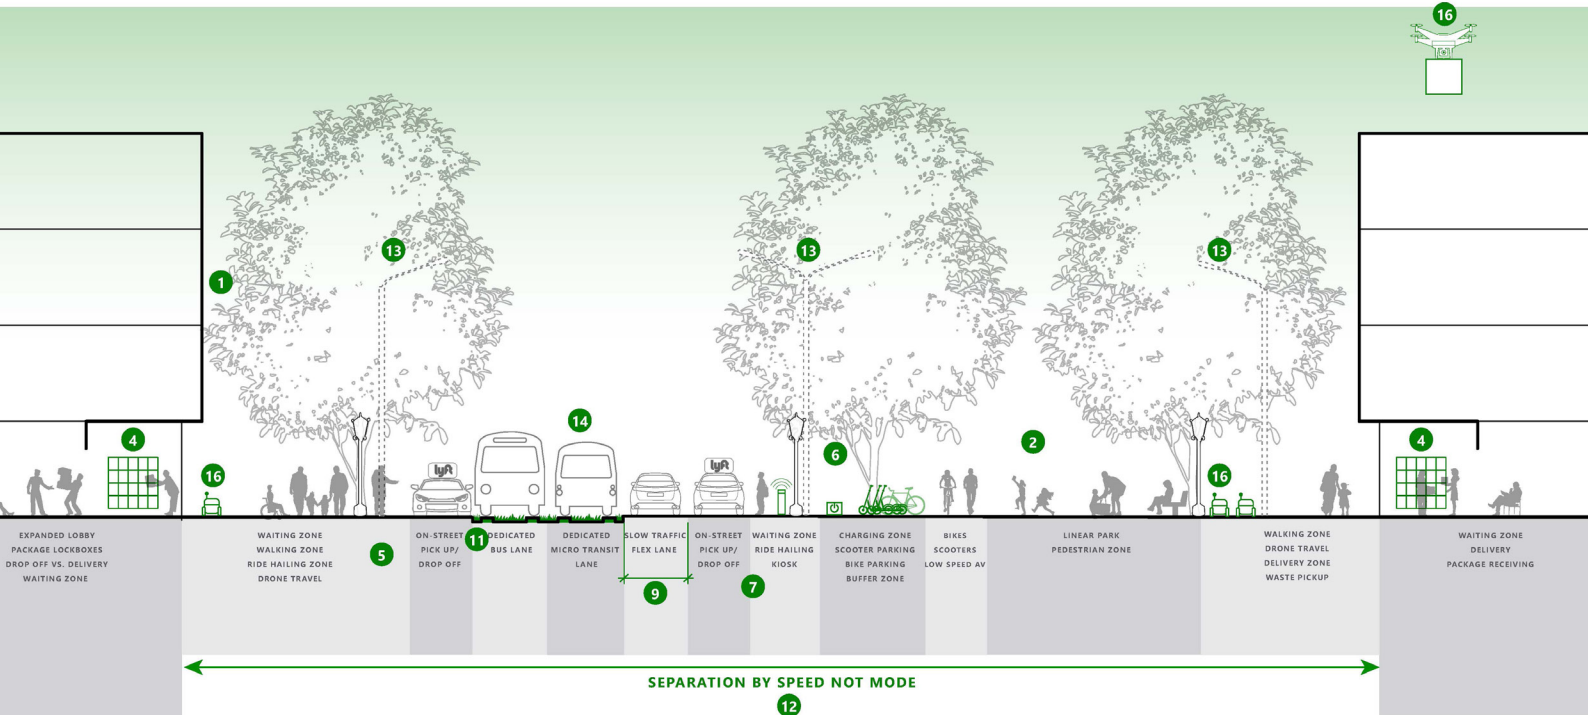 16
13
13
13
1
14
4
16
6
2
16
4
lyft
lyft
EXPANDED LOBBY
PACKAGE LOCKBOXES
DROP OFF VS. DELIVERY
WAITING ZONE
WAITING ZONE
WALKING ZONE
RIDE HAILING ZONE
DRONE TRAVEL
5
ON-STREET
PICK UP/
DROP OFF
11
DEDICATED
BUS LANE
DEDICATED
MICRO TRANSIT
LANE
SLOW TRAFFIC
FLEX LANE
9
ON-STREET
PICK UP/
DROP OFF
7
WAITING ZONE
RIDE HAILING
KIOSK
CHARGING ZONE
SCOOTER PARKING
BIKE PARKING
BUFFER ZONE
BIKES
SCOOTERS
LOW SPEED AV
LINEAR PARK
PEDESTRIAN ZONE
WALKING ZONE
DRONE TRAVEL
DELIVERY ZONE
WASTE PICKUP
WAITING ZONE
DELIVERY
PACKAGE RECEIVING
SEPARATION BY SPEED NOT MODE
12